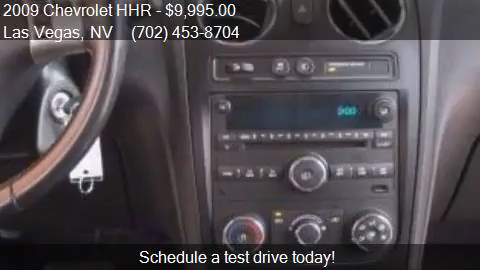 2009 Chevrolet HHR - $9,995.00
Las Vegas, NV (702) 453-8704
Schedule a test drive today!